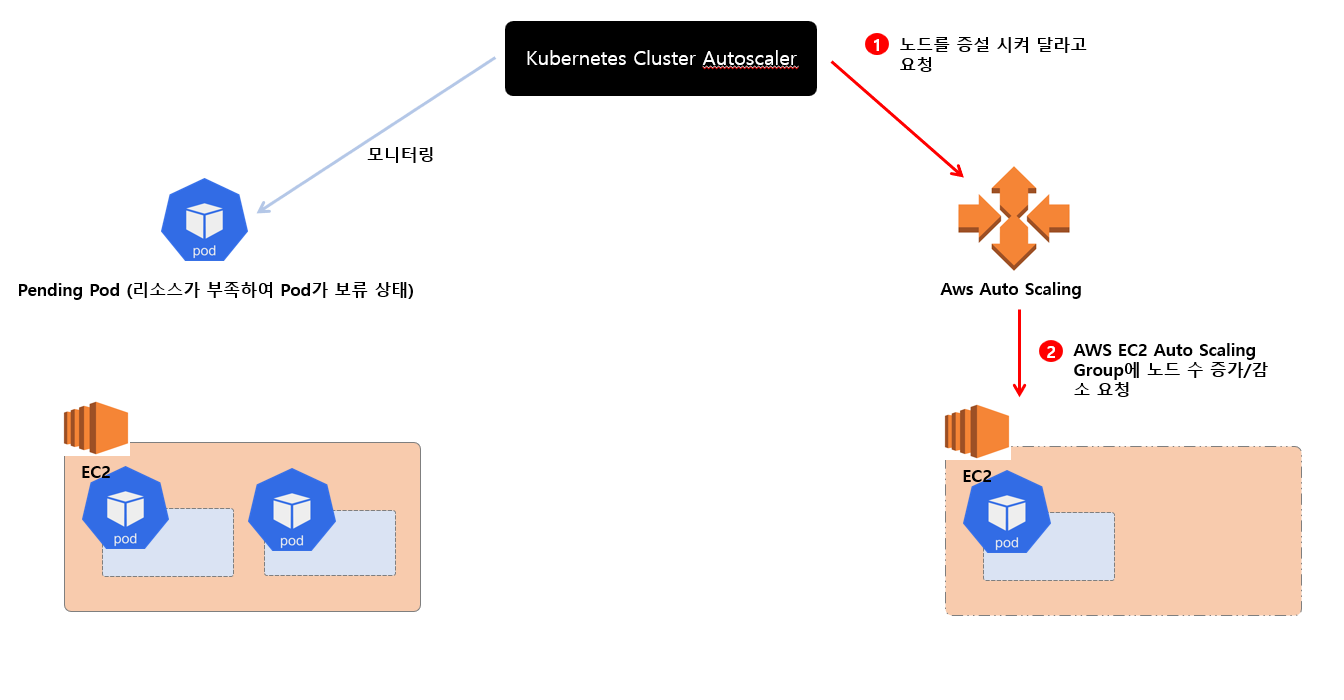 Kubernetes Cluster Autoscaler
1
노드를 증설 시켜 달라고
요청
모니터링
pod
Pending Pod (리소스가 부족하여 Pod가 보류 상태)
Aws Auto Scaling
2
AWS EC2 Auto Scaling
Group에 노드 수 증가/감
소 요청
EC2
pod
pod
EC2
pod